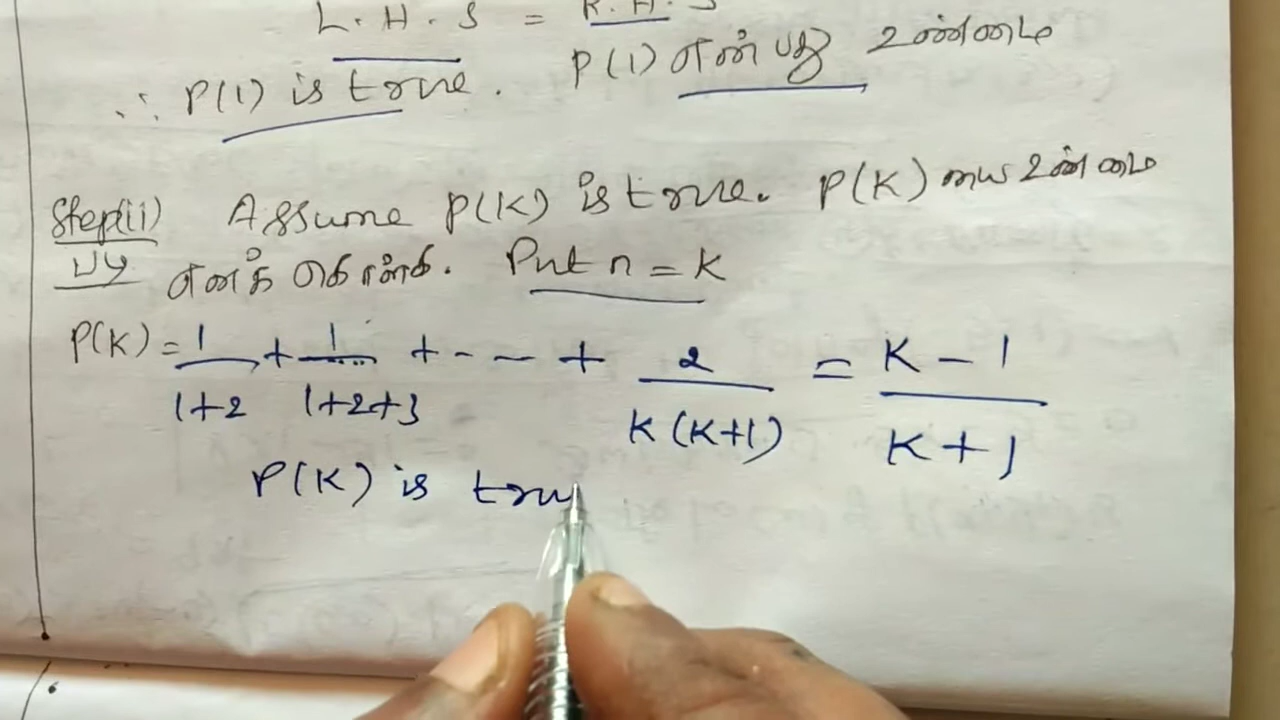 L.H.S = R.H.S
∴ P(1) is true. P(1) என்பது உண்மை
Step(ii) Assume P(K) is true. P(K) யை உண்மை
படி எனக் கொள்க. Put n = K
P(K) = 1/(1+2) + 1/(1+2+3) + - - - + 2/(K(K+1)) = (K-1)/(K+1)
P(K) is true